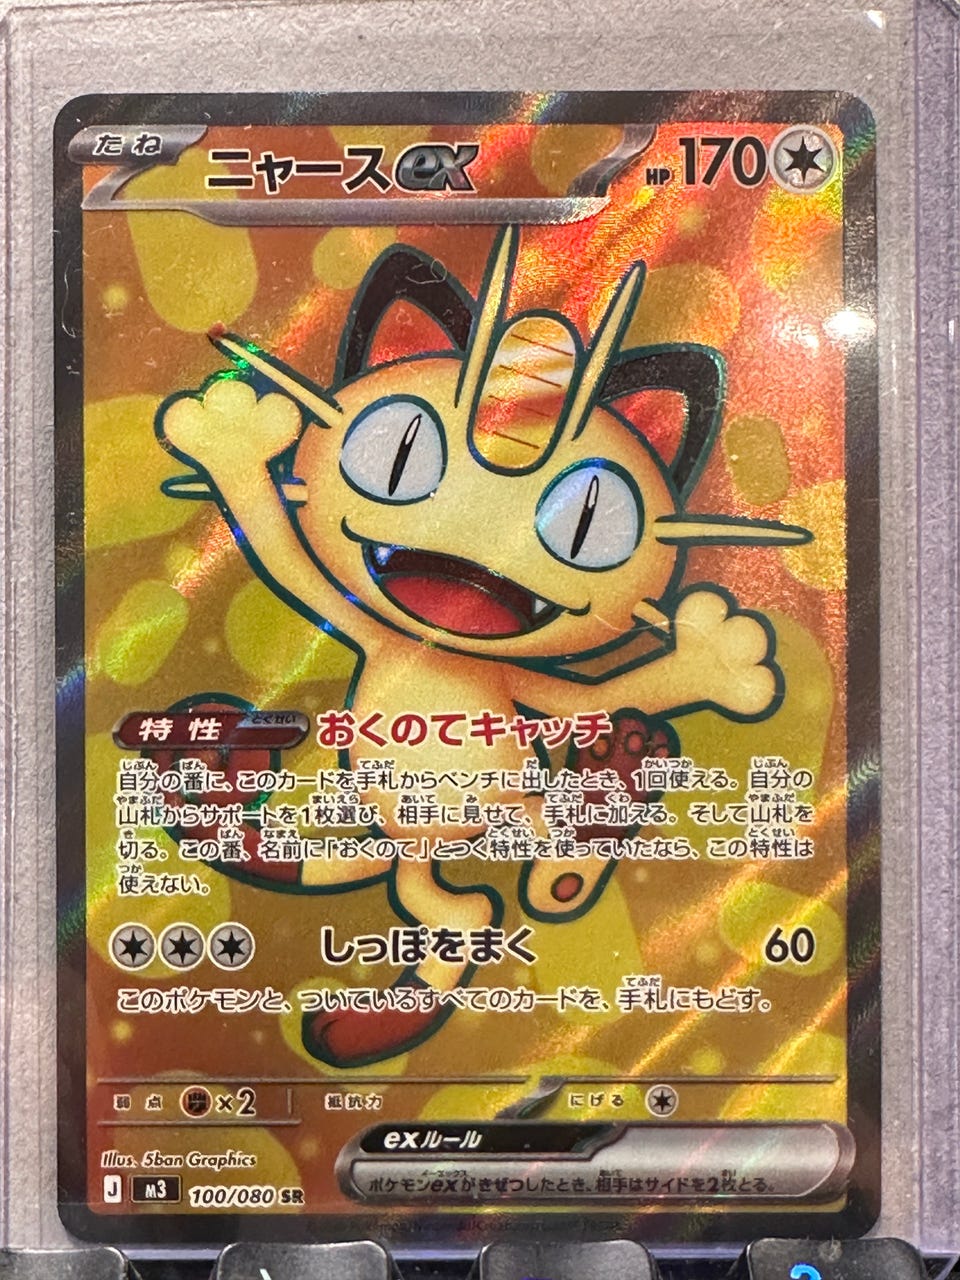 たね
ニャースex
HP 170
特性 とくせい おくのてキャッチ
自分の番に、このカードを手札からベンチに出したとき、1回使える。自分の
山札からサポートを1枚選び、相手に見せて、手札に加える。そして山札を
切る。この番、名前に「おくのて」とつく特性を使っていたなら、この特性は
使えない。
しっぽをまく 60
このポケモンと、ついているすべてのカードを、手札にもどす。
弱点 ×2 抵抗力 にげる
exルール
ポケモンexがきぜつしたとき、相手はサイドを2枚とる。
Illus. 5ban Graphics
J M3 100/080 SR